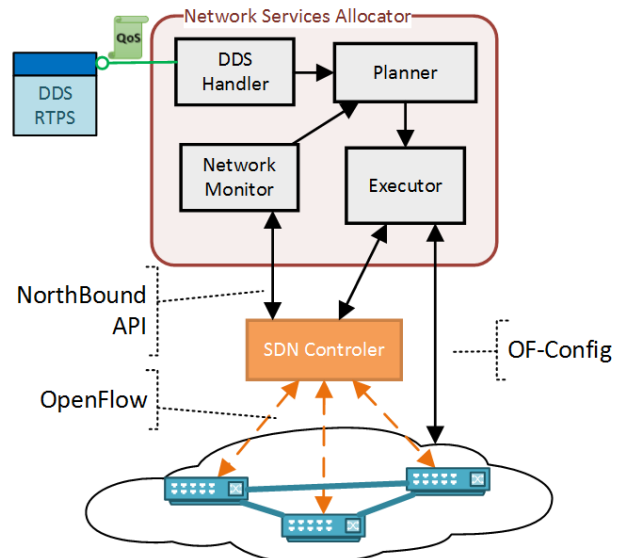 Network Services Allocator
QoS
DDS
RTPS
DDS
Handler
Planner
Network
Monitor
Executor
NorthBound
API
SDN Controler
OF-Config
OpenFlow